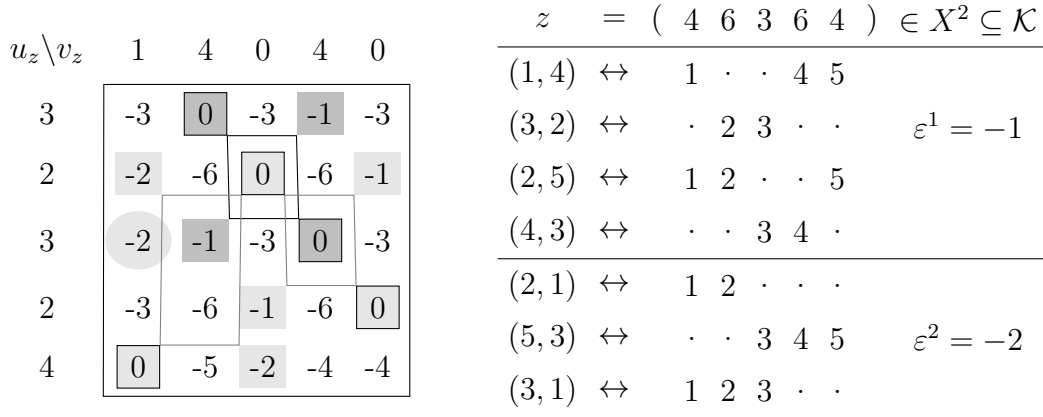 u_z\v_z 1 4 0 4 0
3 -3 0 -3 -1 -3
2 -2 -6 0 -6 -1
3 -2 -1 -3 0 -3
2 -3 -6 -1 -6 0
4 0 -5 -2 -4 -4
z = ( 4 6 3 6 4 ) ∈ X² ⊆ 𝒦
(1, 4) ↔ 1 · · 4 5
(3, 2) ↔ · 2 3 · · ε¹ = −1
(2, 5) ↔ 1 2 · · 5
(4, 3) ↔ · · 3 4 ·
(2, 1) ↔ 1 2 · · ·
(5, 3) ↔ · · 3 4 5 ε² = −2
(3, 1) ↔ 1 2 3 · ·